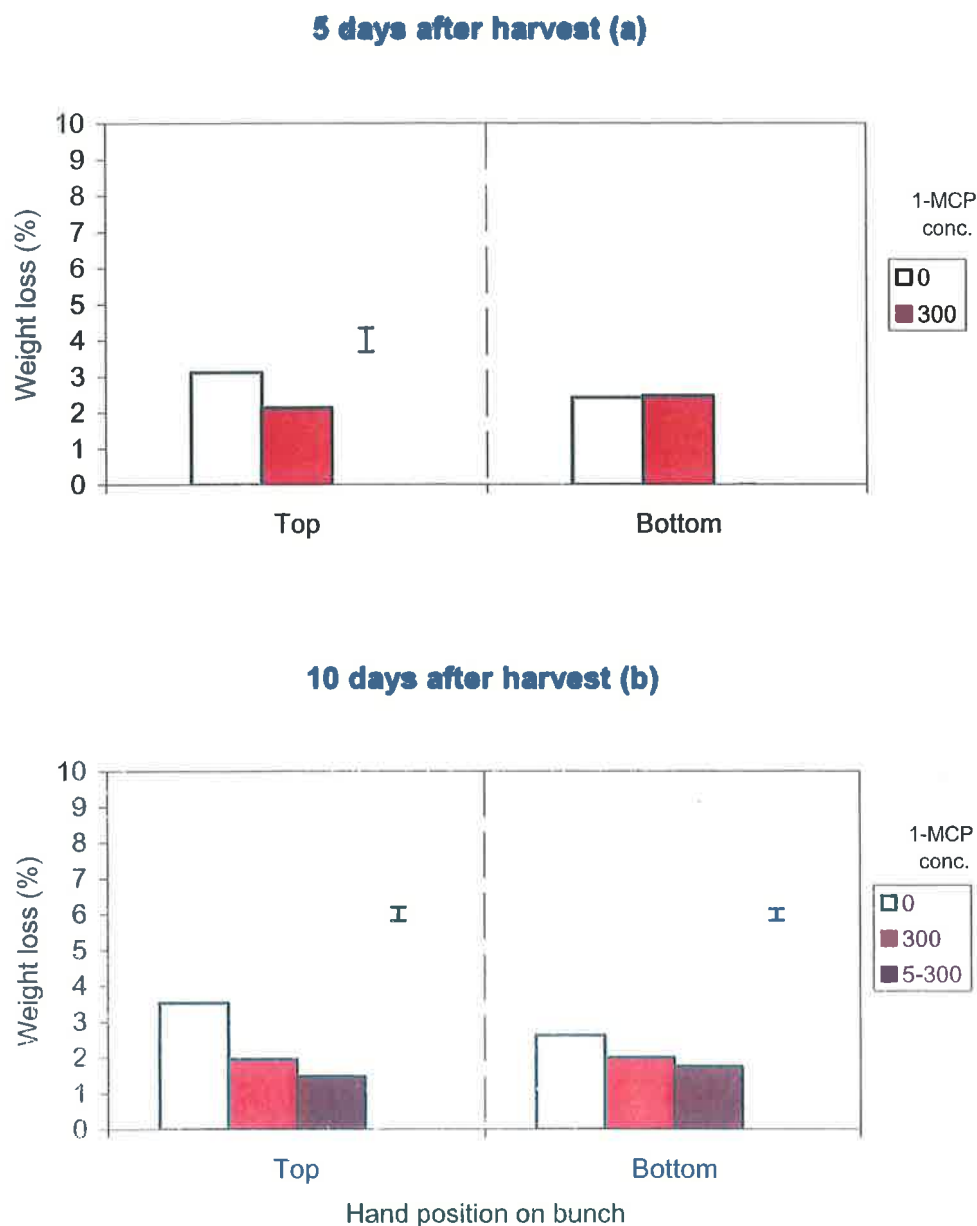 5 days after harvest (a)
10
9
8
7
6
5
4
3
2
1
0
Weight loss (%)
Top
Bottom
1-MCP
conc.
0
300
10 days after harvest (b)
10
9
8
7
6
5
4
3
2
1
0
Weight loss (%)
Top
Bottom
Hand position on bunch
1-MCP
conc.
0
300
5-300